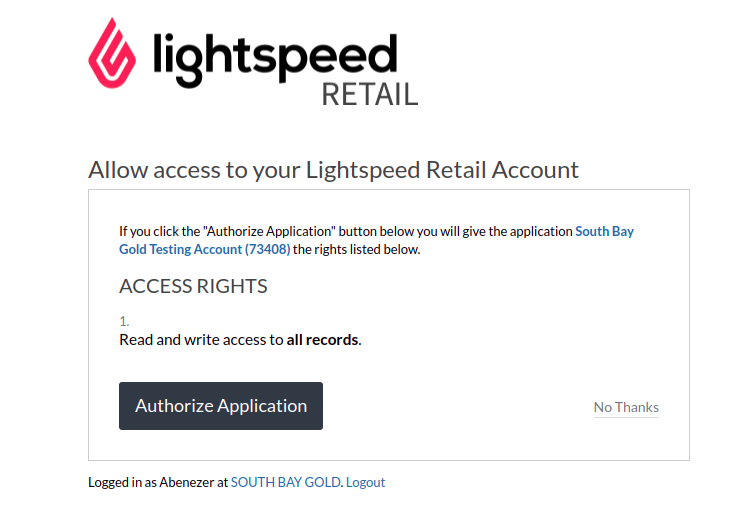 lightspeed
RETAIL
Allow access to your Lightspeed Retail Account
If you click the "Authorize Application" button below you will give the application South Bay
Gold Testing Account (73408) the rights listed below.
ACCESS RIGHTS
1.
Read and write access to all records.
Authorize Application
No Thanks
Logged in as Abenezer at SOUTH BAY GOLD. Logout